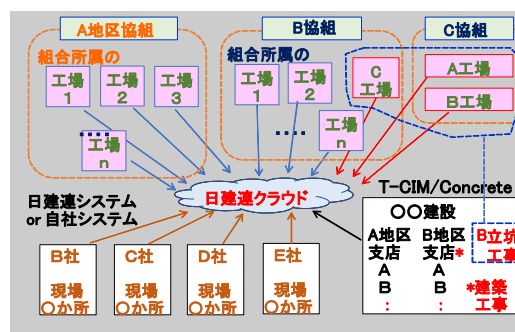 A地区協組
B協組
C協組
組合所属の
組合所属の
工場
1
工場
2
工場
3
工場
1
工場
2
C
工場
A工場
B工場
・・・・
工場
n
・・・・
工場
n
日建連クラウド
日建連システム
or 自社システム
T-CIM/Concrete
〇〇建設
A地区
支店
A
B
:
B地区
支店*
A
B
:
B立坑
工事
*建築
工事
B社
現場
〇か所
C社
現場
〇か所
D社
現場
〇か所
E社
現場
〇か所